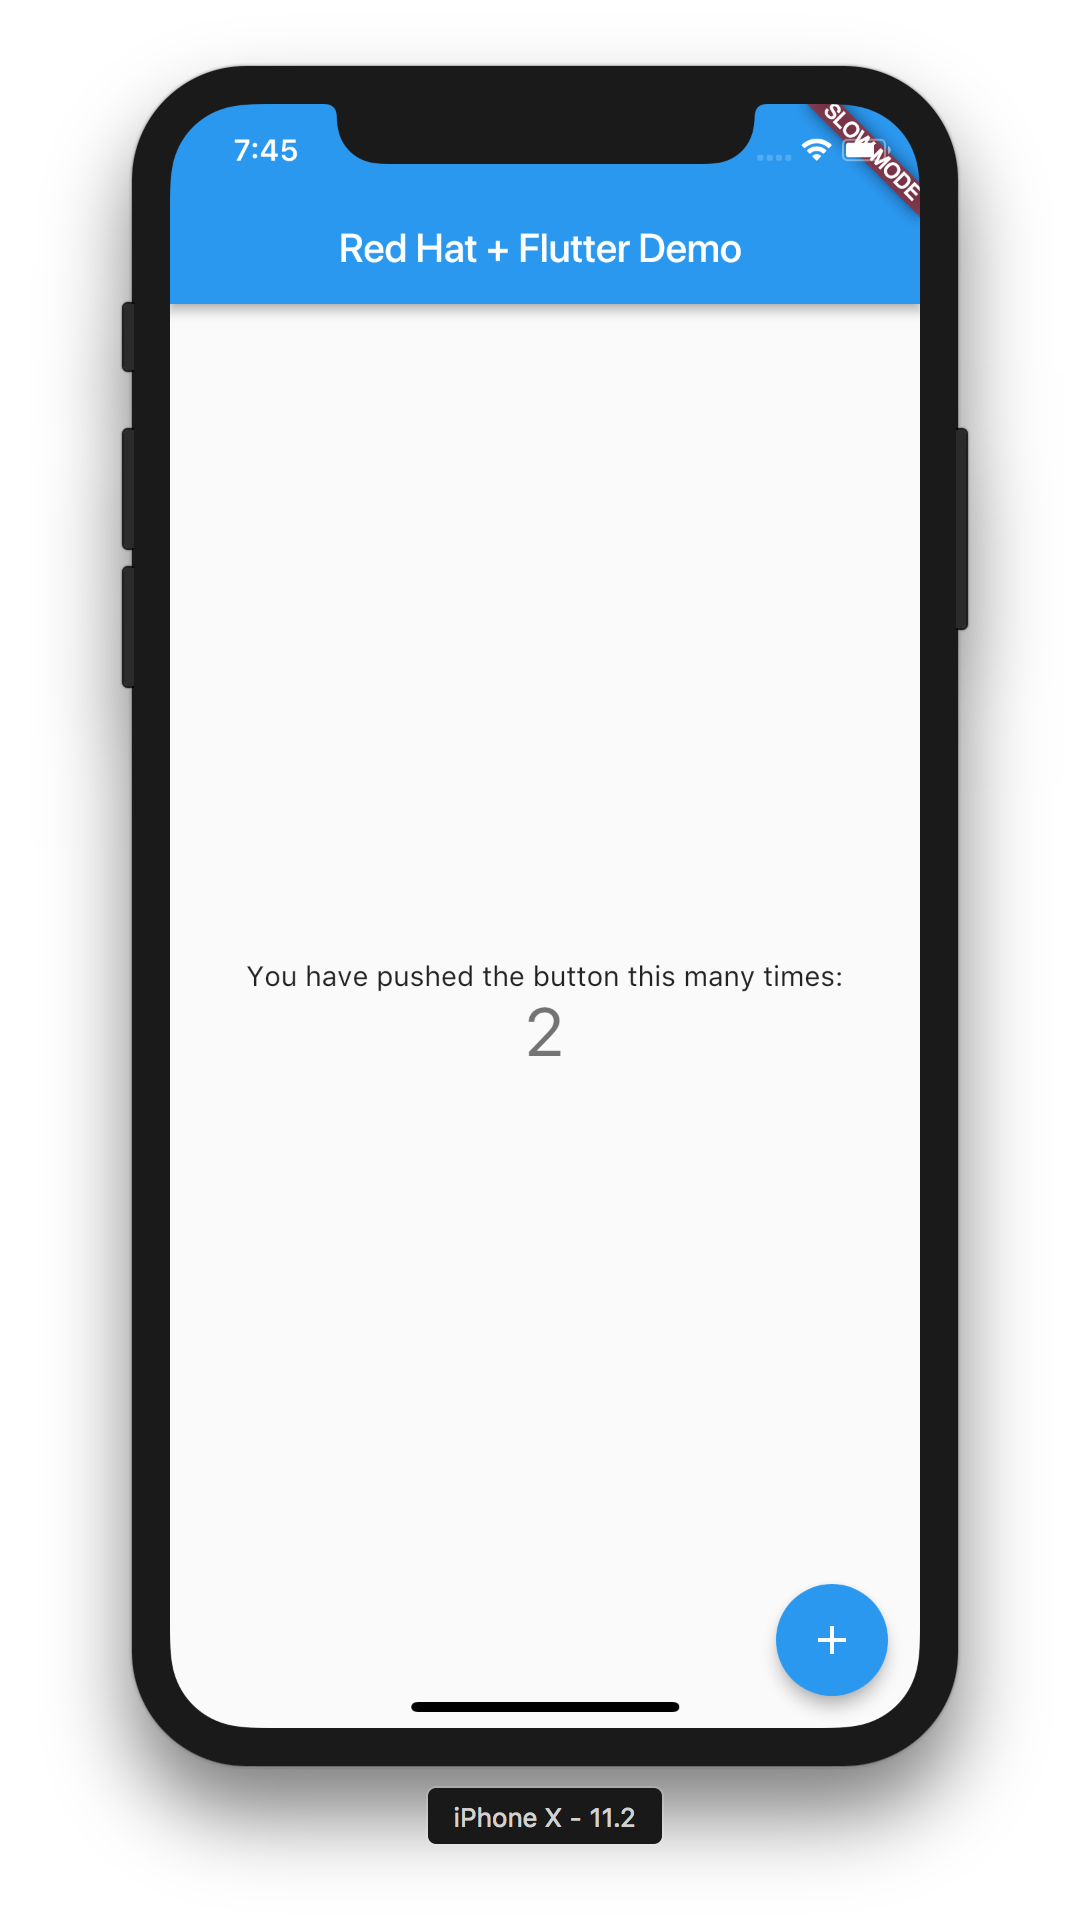 7:45
SLOW MODE
Red Hat + Flutter Demo
You have pushed the button this many times:
2
+
iPhone X - 11.2